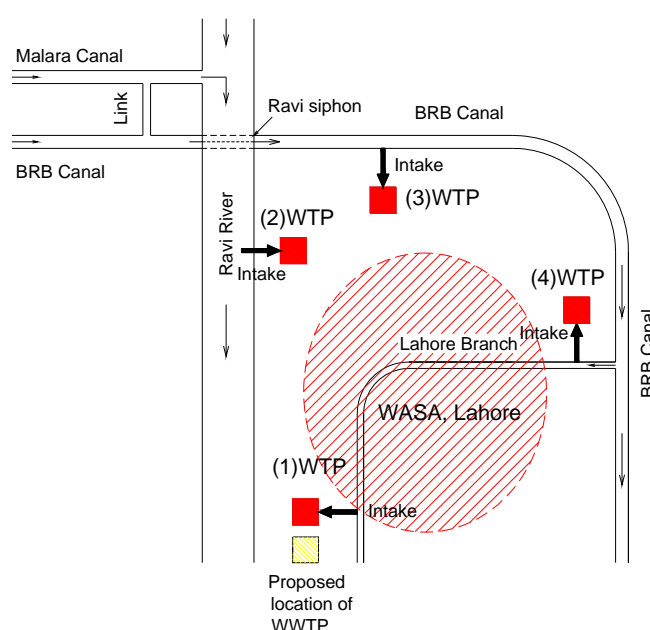 Malara Canal
Link
Ravi siphon
BRB Canal
BRB Canal
Intake
(3)WTP
(2)WTP
Ravi River
Intake
(4)WTP
Intake
Lahore Branch
BRB Canal
WASA, Lahore
(1)WTP
Intake
Proposed
location of
WWTP